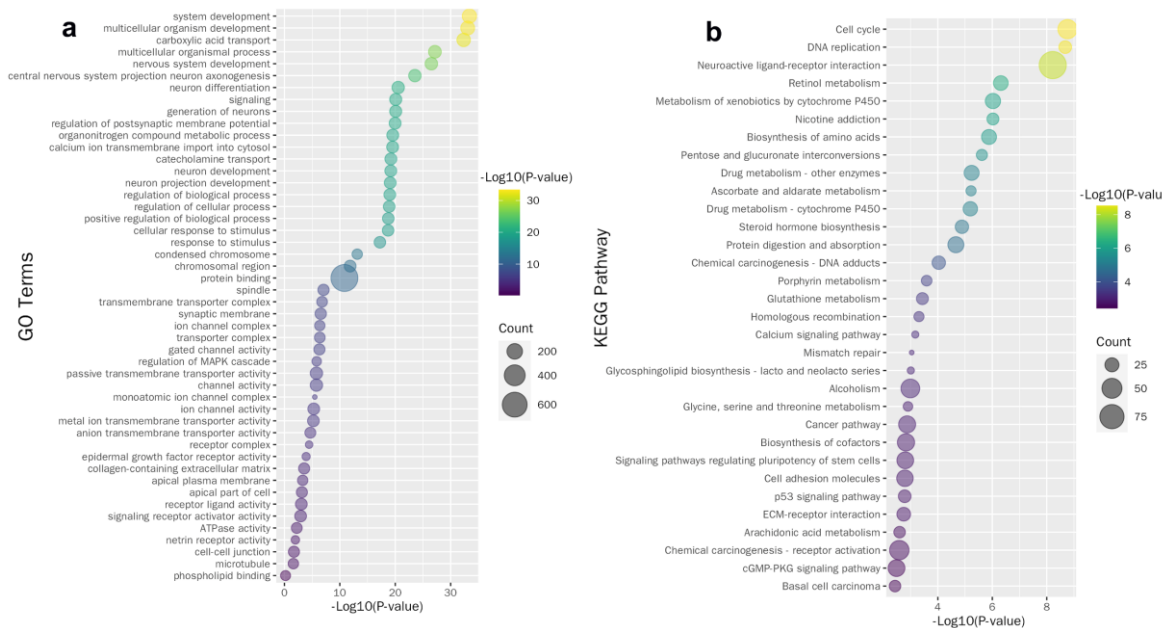 a
GO Terms
system development
multicellular organism development
carboxylic acid transport
multicellular organismal process
nervous system development
central nervous system projection neuron axonogenesis
neuron differentiation
signaling
generation of neurons
regulation of postsynaptic membrane potential
organonitrogen compound metabolic process
calcium ion transmembrane import into cytosol
catecholamine transport
neuron development
neuron projection development
regulation of biological process
regulation of cellular process
positive regulation of biological process
cellular response to stimulus
response to stimulus
condensed chromosome
chromosomal region
protein binding
spindle
transmembrane transporter complex
synaptic membrane
ion channel complex
transporter complex
gated channel activity
regulation of MAPK cascade
passive transmembrane transporter activity
channel activity
monoatomic ion channel complex
ion channel activity
metal ion transmembrane transporter activity
anion transmembrane transporter activity
receptor complex
epidermal growth factor receptor activity
collagen-containing extracellular matrix
apical plasma membrane
apical part of cell
receptor ligand activity
signaling receptor activator activity
ATPase activity
netrin receptor activity
cell-cell junction
microtubule
phospholipid binding
0 10 20 30
-Log10(P-value)
-Log10(P-value)
30
20
10
Count
200
400
600
b
KEGG Pathway
Cell cycle
DNA replication
Neuroactive ligand-receptor interaction
Retinol metabolism
Metabolism of xenobiotics by cytochrome P450
Nicotine addiction
Biosynthesis of amino acids
Pentose and glucuronate interconversions
Drug metabolism - other enzymes
Ascorbate and aldarate metabolism
Drug metabolism - cytochrome P450
Steroid hormone biosynthesis
Protein digestion and absorption
Chemical carcinogenesis - DNA adducts
Porphyrin metabolism
Glutathione metabolism
Homologous recombination
Calcium signaling pathway
Mismatch repair
Glycosphingolipid biosynthesis - lacto and neolacto series
Alcoholism
Glycine, serine and threonine metabolism
Cancer pathway
Biosynthesis of cofactors
Signaling pathways regulating pluripotency of stem cells
Cell adhesion molecules
p53 signaling pathway
ECM-receptor interaction
Arachidonic acid metabolism
Chemical carcinogenesis - receptor activation
cGMP-PKG signaling pathway
Basal cell carcinoma
4 6 8
-Log10(P-value)
-Log10(P-valu
8
6
4
Count
25
50
75